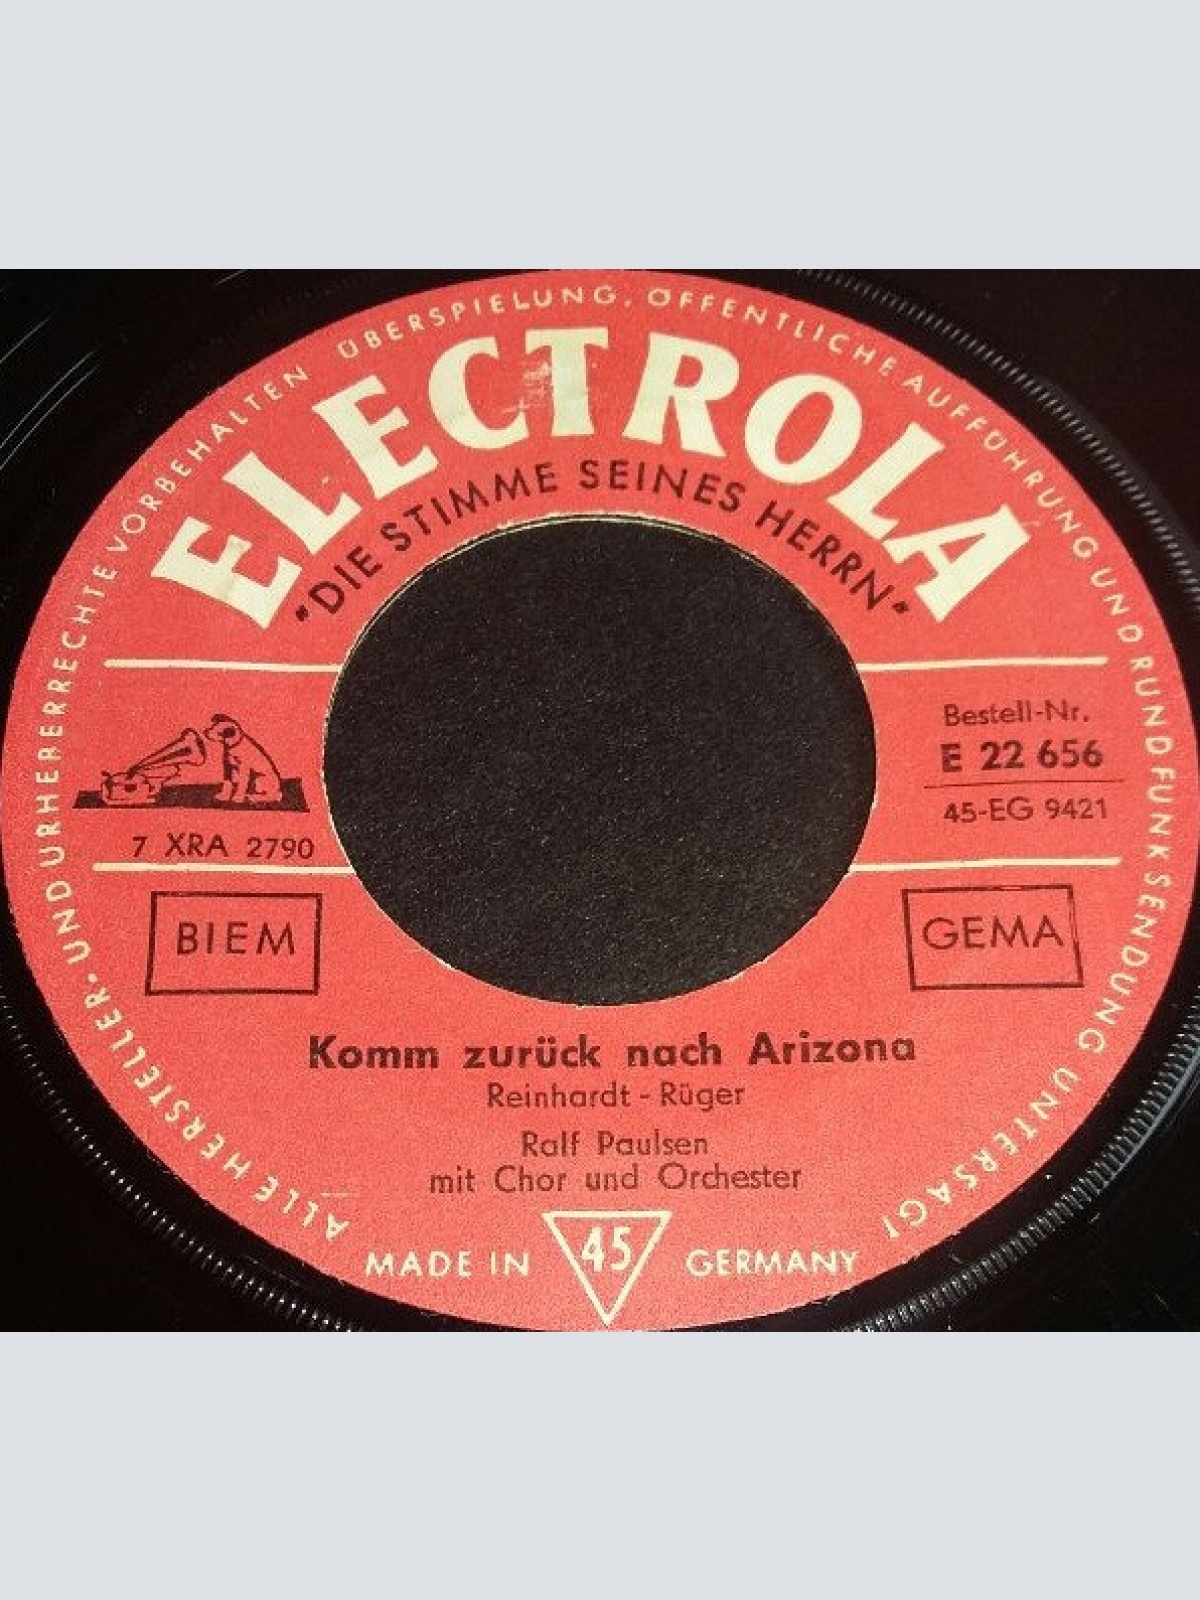 ALLE HERSTELLER- UND URHEBERRECHTE VORBEHALTEN ÜBERSPIELUNG, ÖFFENTLICHE AUFFÜHRUNG UND RUNDFUNKSENDUNG UNTERSAGT
ELECTROLA
"DIE STIMME SEINES HERRN"
Bestell-Nr.
E 22 656
45-EG 9421
7 XRA 2790
BIEM
GEMA
Komm zurück nach Arizona
Reinhardt - Rüger
Ralf Paulsen
mit Chor und Orchester
MADE IN 45 GERMANY